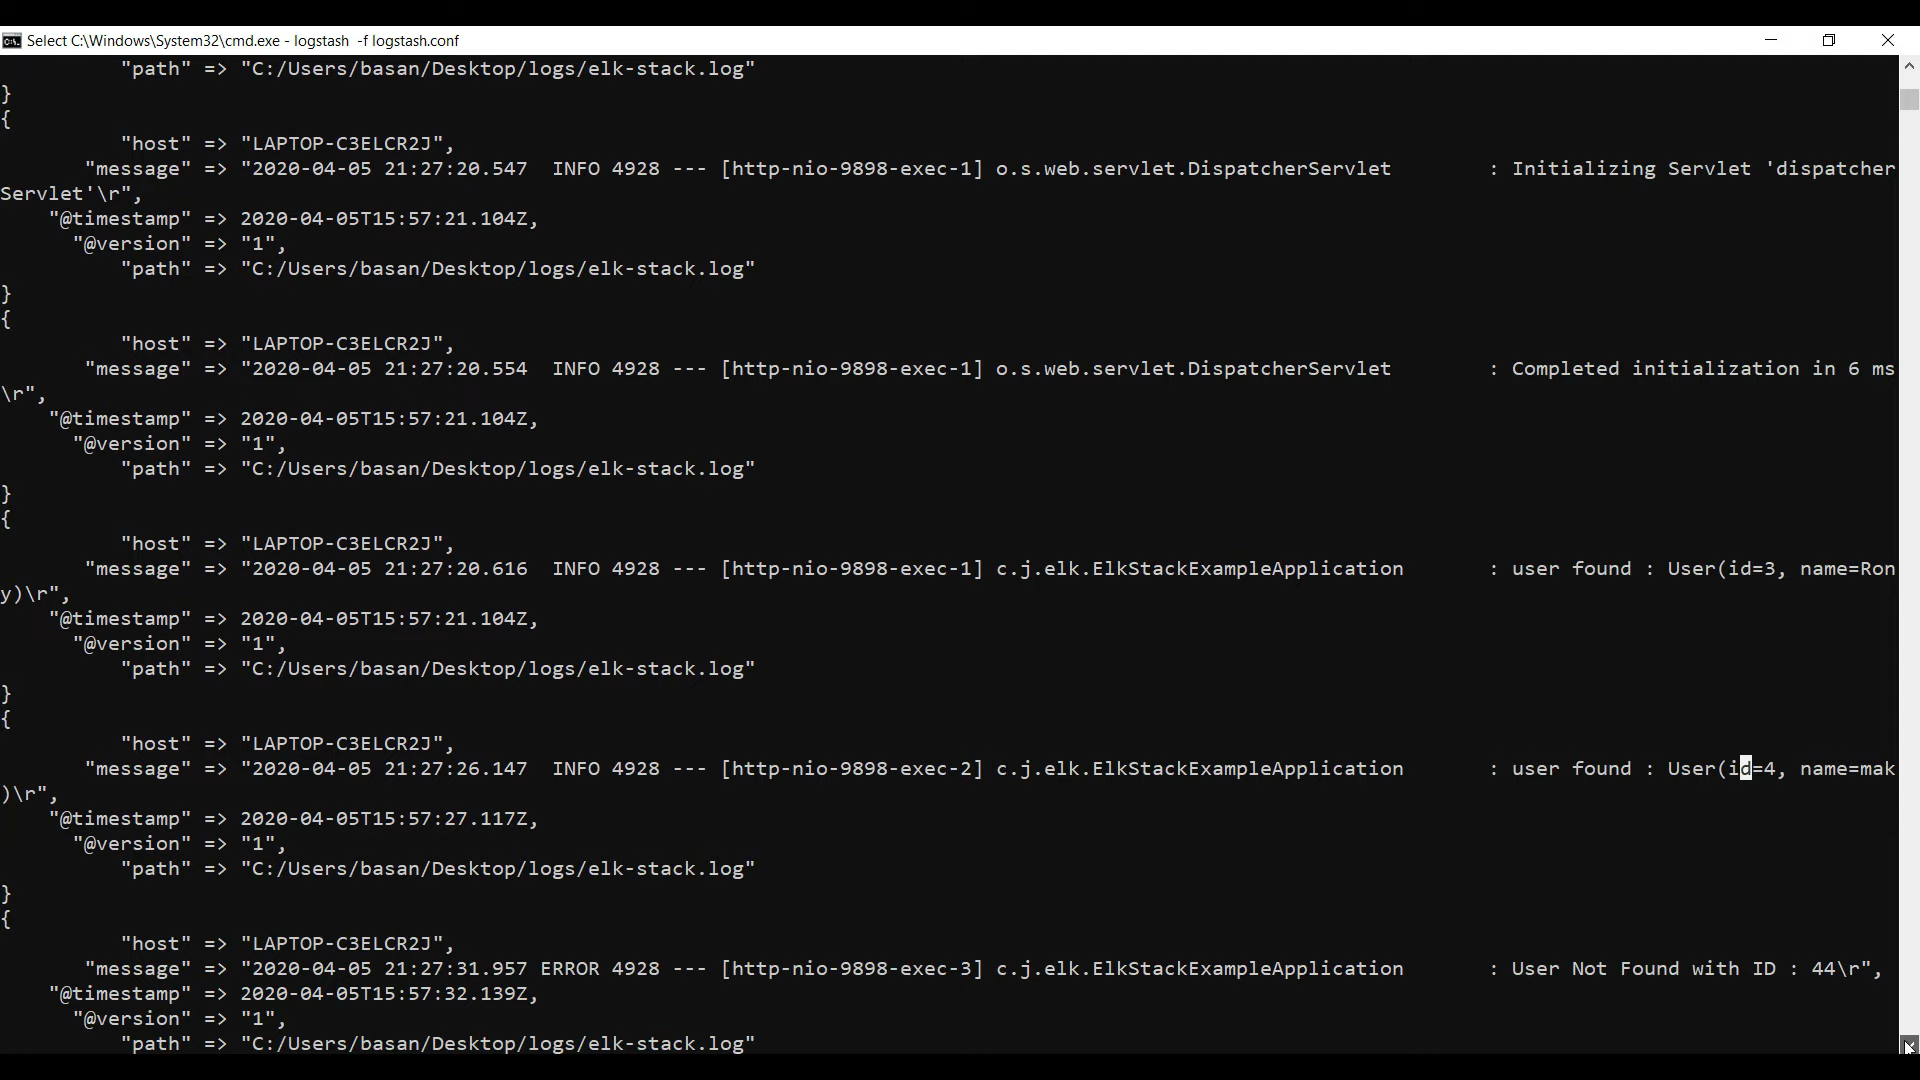 Select C:\Windows\System32\cmd.exe - logstash  -f logstash.conf
          "path" => "C:/Users/basan/Desktop/logs/elk-stack.log"
}
{
          "host" => "LAPTOP-C3ELCR2J",
       "message" => "2020-04-05 21:27:20.547  INFO 4928 --- [http-nio-9898-exec-1] o.s.web.servlet.DispatcherServlet        : Initializing Servlet 'dispatcher
Servlet'\r",
    "@timestamp" => 2020-04-05T15:57:21.104Z,
      "@version" => "1",
          "path" => "C:/Users/basan/Desktop/logs/elk-stack.log"
}
{
          "host" => "LAPTOP-C3ELCR2J",
       "message" => "2020-04-05 21:27:20.554  INFO 4928 --- [http-nio-9898-exec-1] o.s.web.servlet.DispatcherServlet        : Completed initialization in 6 ms
\r",
    "@timestamp" => 2020-04-05T15:57:21.104Z,
      "@version" => "1",
          "path" => "C:/Users/basan/Desktop/logs/elk-stack.log"
}
{
          "host" => "LAPTOP-C3ELCR2J",
       "message" => "2020-04-05 21:27:20.616  INFO 4928 --- [http-nio-9898-exec-1] c.j.elk.ElkStackExampleApplication       : user found : User(id=3, name=Ron
y)\r",
    "@timestamp" => 2020-04-05T15:57:21.104Z,
      "@version" => "1",
          "path" => "C:/Users/basan/Desktop/logs/elk-stack.log"
}
{
          "host" => "LAPTOP-C3ELCR2J",
       "message" => "2020-04-05 21:27:26.147  INFO 4928 --- [http-nio-9898-exec-2] c.j.elk.ElkStackExampleApplication       : user found : User(id=4, name=mak
)\r",
    "@timestamp" => 2020-04-05T15:57:27.117Z,
      "@version" => "1",
          "path" => "C:/Users/basan/Desktop/logs/elk-stack.log"
}
{
          "host" => "LAPTOP-C3ELCR2J",
       "message" => "2020-04-05 21:27:31.957 ERROR 4928 --- [http-nio-9898-exec-3] c.j.elk.ElkStackExampleApplication       : User Not Found with ID : 44\r",
    "@timestamp" => 2020-04-05T15:57:32.139Z,
      "@version" => "1",
          "path" => "C:/Users/basan/Desktop/logs/elk-stack.log"